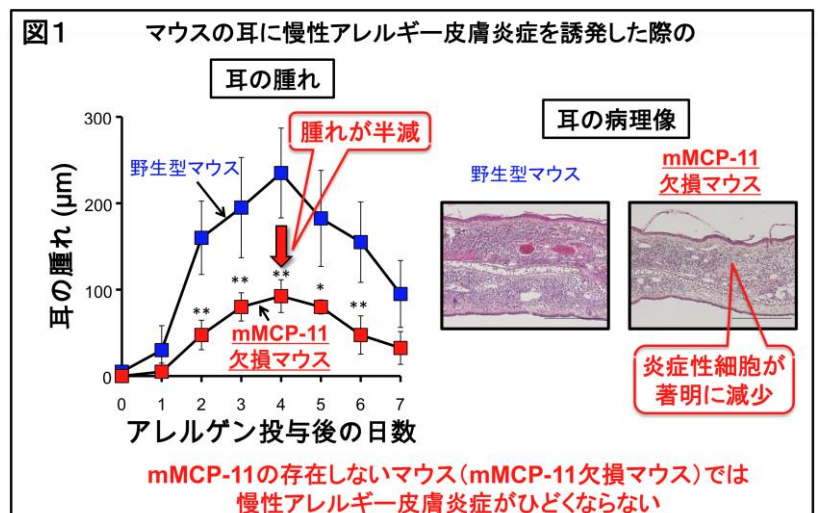 図1 マウスの耳に慢性アレルギー皮膚炎症を誘発した際の
耳の腫れ
腫れが半減
耳の腫れ (μm)
300
200
100
0
野生型マウス
**
**
**
*
**
mMCP-11
欠損マウス
0 1 2 3 4 5 6 7
アレルゲン投与後の日数
耳の病理像
野生型マウス
mMCP-11
欠損マウス
炎症性細胞が
著明に減少
mMCP-11の存在しないマウス（mMCP-11欠損マウス）では
慢性アレルギー皮膚炎症がひどくならない